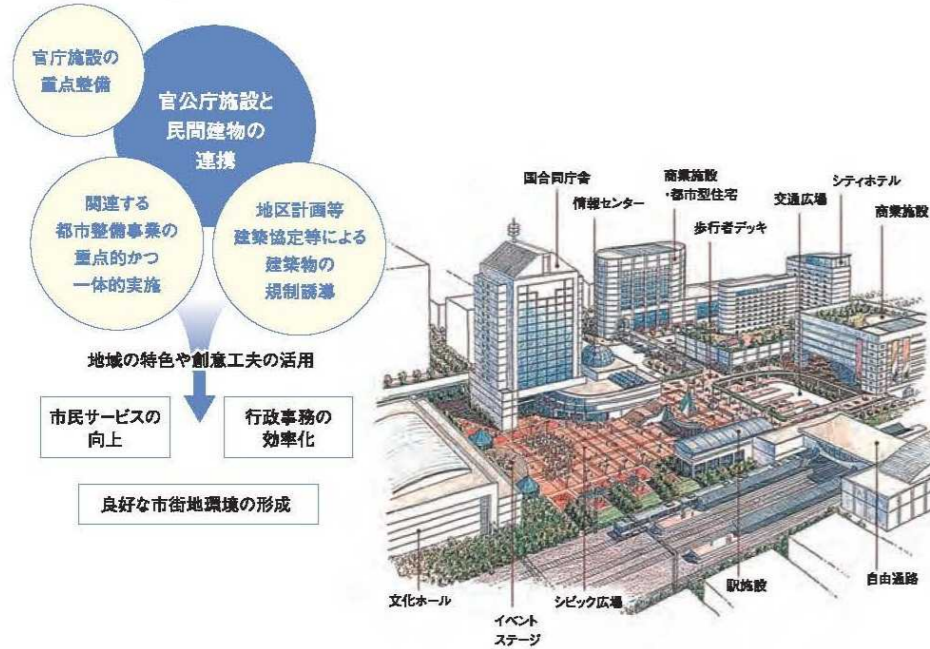 官庁施設の
重点整備
官公庁施設と
民間建物の
連携
関連する
都市整備事業の
重点的かつ
一体的実施
地区計画等
建築協定等による
建築物の
規制誘導
地域の特色や創意工夫の活用
市民サービスの
向上
行政事務の
効率化
良好な市街地環境の形成
国合同庁舎
情報センター
商業施設
・都市型住宅
歩行者デッキ
交通広場
シティホテル
商業施設
文化ホール
イベント
ステージ
シビック広場
駅施設
自由通路